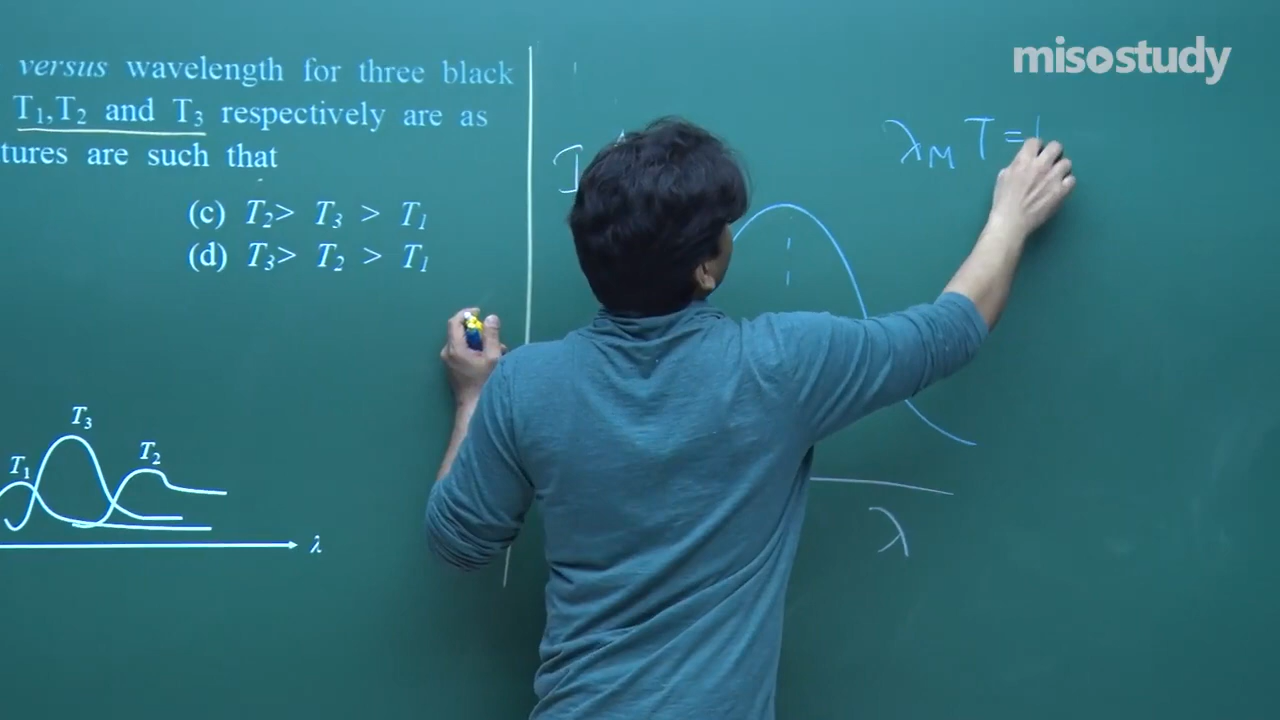 misostudy
versus wavelength for three black
T₁,T₂ and T₃ respectively are as
tures are such that
(c) T₂> T₃ > T₁
(d) T₃> T₂ > T₁
T₃
T₁
T₂
λ
I
λM T =
λ